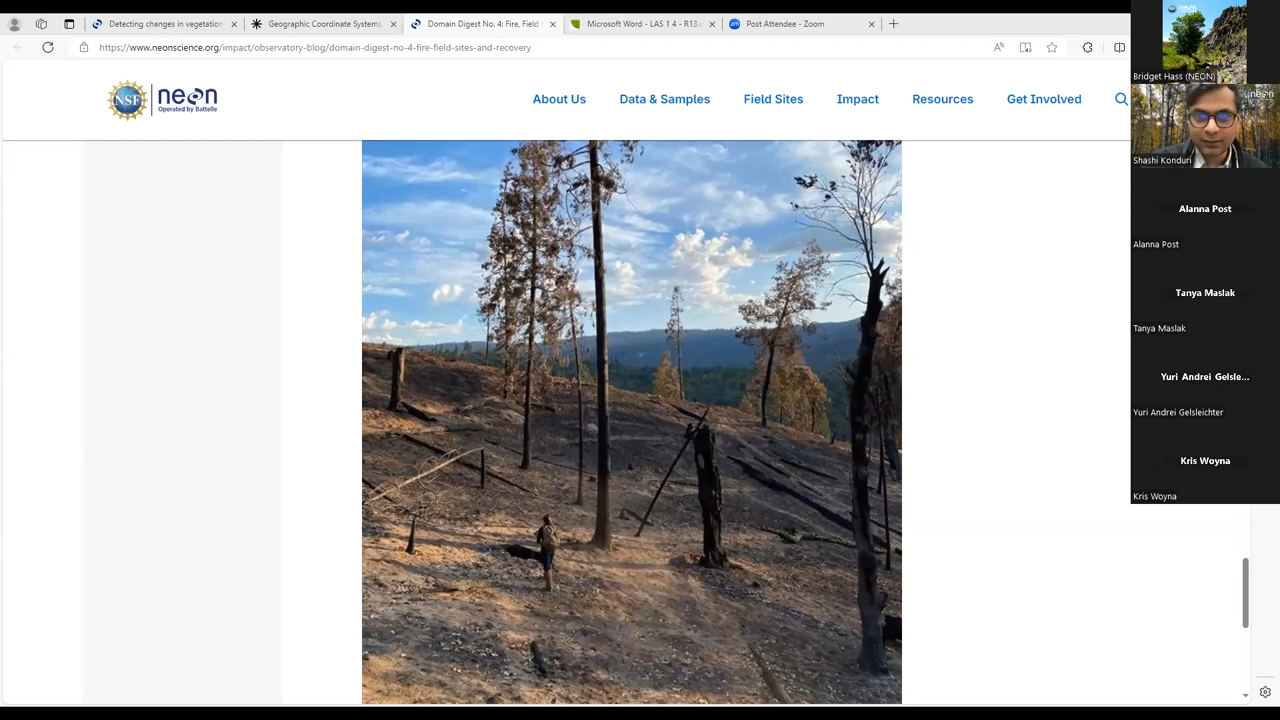 Detecting changes in vegetation
Geographic Coordinate Systems
Domain Digest No. 4: Fire, Field
Microsoft Word - LAS 1 4 - R13.
Post Attendee - Zoom
https://www.neonscience.org/impact/observatory-blog/domain-digest-no-4-fire-field-sites-and-recovery
NSF
neon
Operated by Battelle
About Us
Data & Samples
Field Sites
Impact
Resources
Get Involved
neon
Bridget Hass (NEON)
neon
Shashi Konduri
Alanna Post
Alanna Post
Tanya Maslak
Tanya Maslak
Yuri Andrei Gelsle...
Yuri Andrei Gelsleichter
Kris Woyna
Kris Woyna